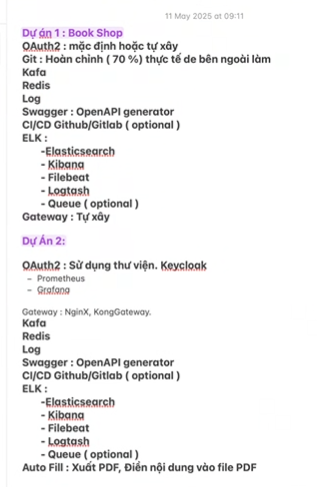 11 May 2025 at 09:11
Dự án 1 : Book Shop
OAuth2 : mặc định hoặc tự xây
Git : Hoàn chỉnh ( 70 %) thực tế de bên ngoài làm
Kafa
Redis
Log
Swagger : OpenAPI generator
CI/CD Github/Gitlab ( optional )
ELK :
-Elasticsearch
- Kibana
- Filebeat
- Logtash
- Queue ( optional )
Gateway : Tự xây
Dự Án 2:
OAuth2 : Sử dụng thư viện. Keycloak
– Prometheus
– Grafana
Gateway : NginX, KongGateway.
Kafa
Redis
Log
Swagger : OpenAPI generator
CI/CD Github/Gitlab ( optional )
ELK :
-Elasticsearch
- Kibana
- Filebeat
- Logtash
- Queue ( optional )
Auto Fill : Xuất PDF, Điền nội dung vào file PDF